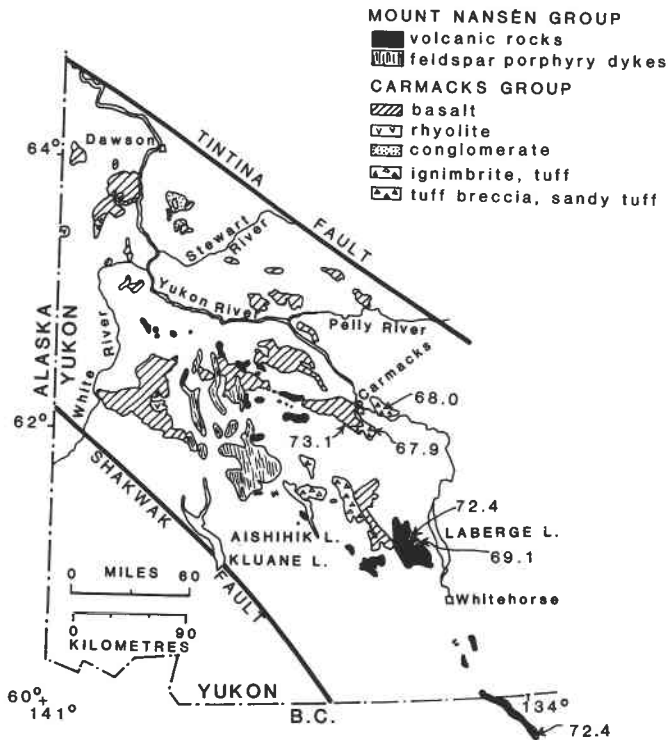 MOUNT NANSÉN GROUP
volcanic rocks
feldspar porphyry dykes
CARMACKS GROUP
basalt
rhyolite
conglomerate
ignimbrite, tuff
tuff breccia, sandy tuff
Dawson
64°
TINTINA
FAULT
Stewart
River
Yukon River
Pelly River
ALASKA
YUKON
White River
Carmacks
68.0
62°
73.1
67.9
SHAKWAK
FAULT
72.4
AISHIHIK L.
LABERGE L.
69.1
KLUANE L.
0 MILES 60
0 90
KILOMETRES
Whitehorse
60°
141°
YUKON
B.C.
134°
72.4